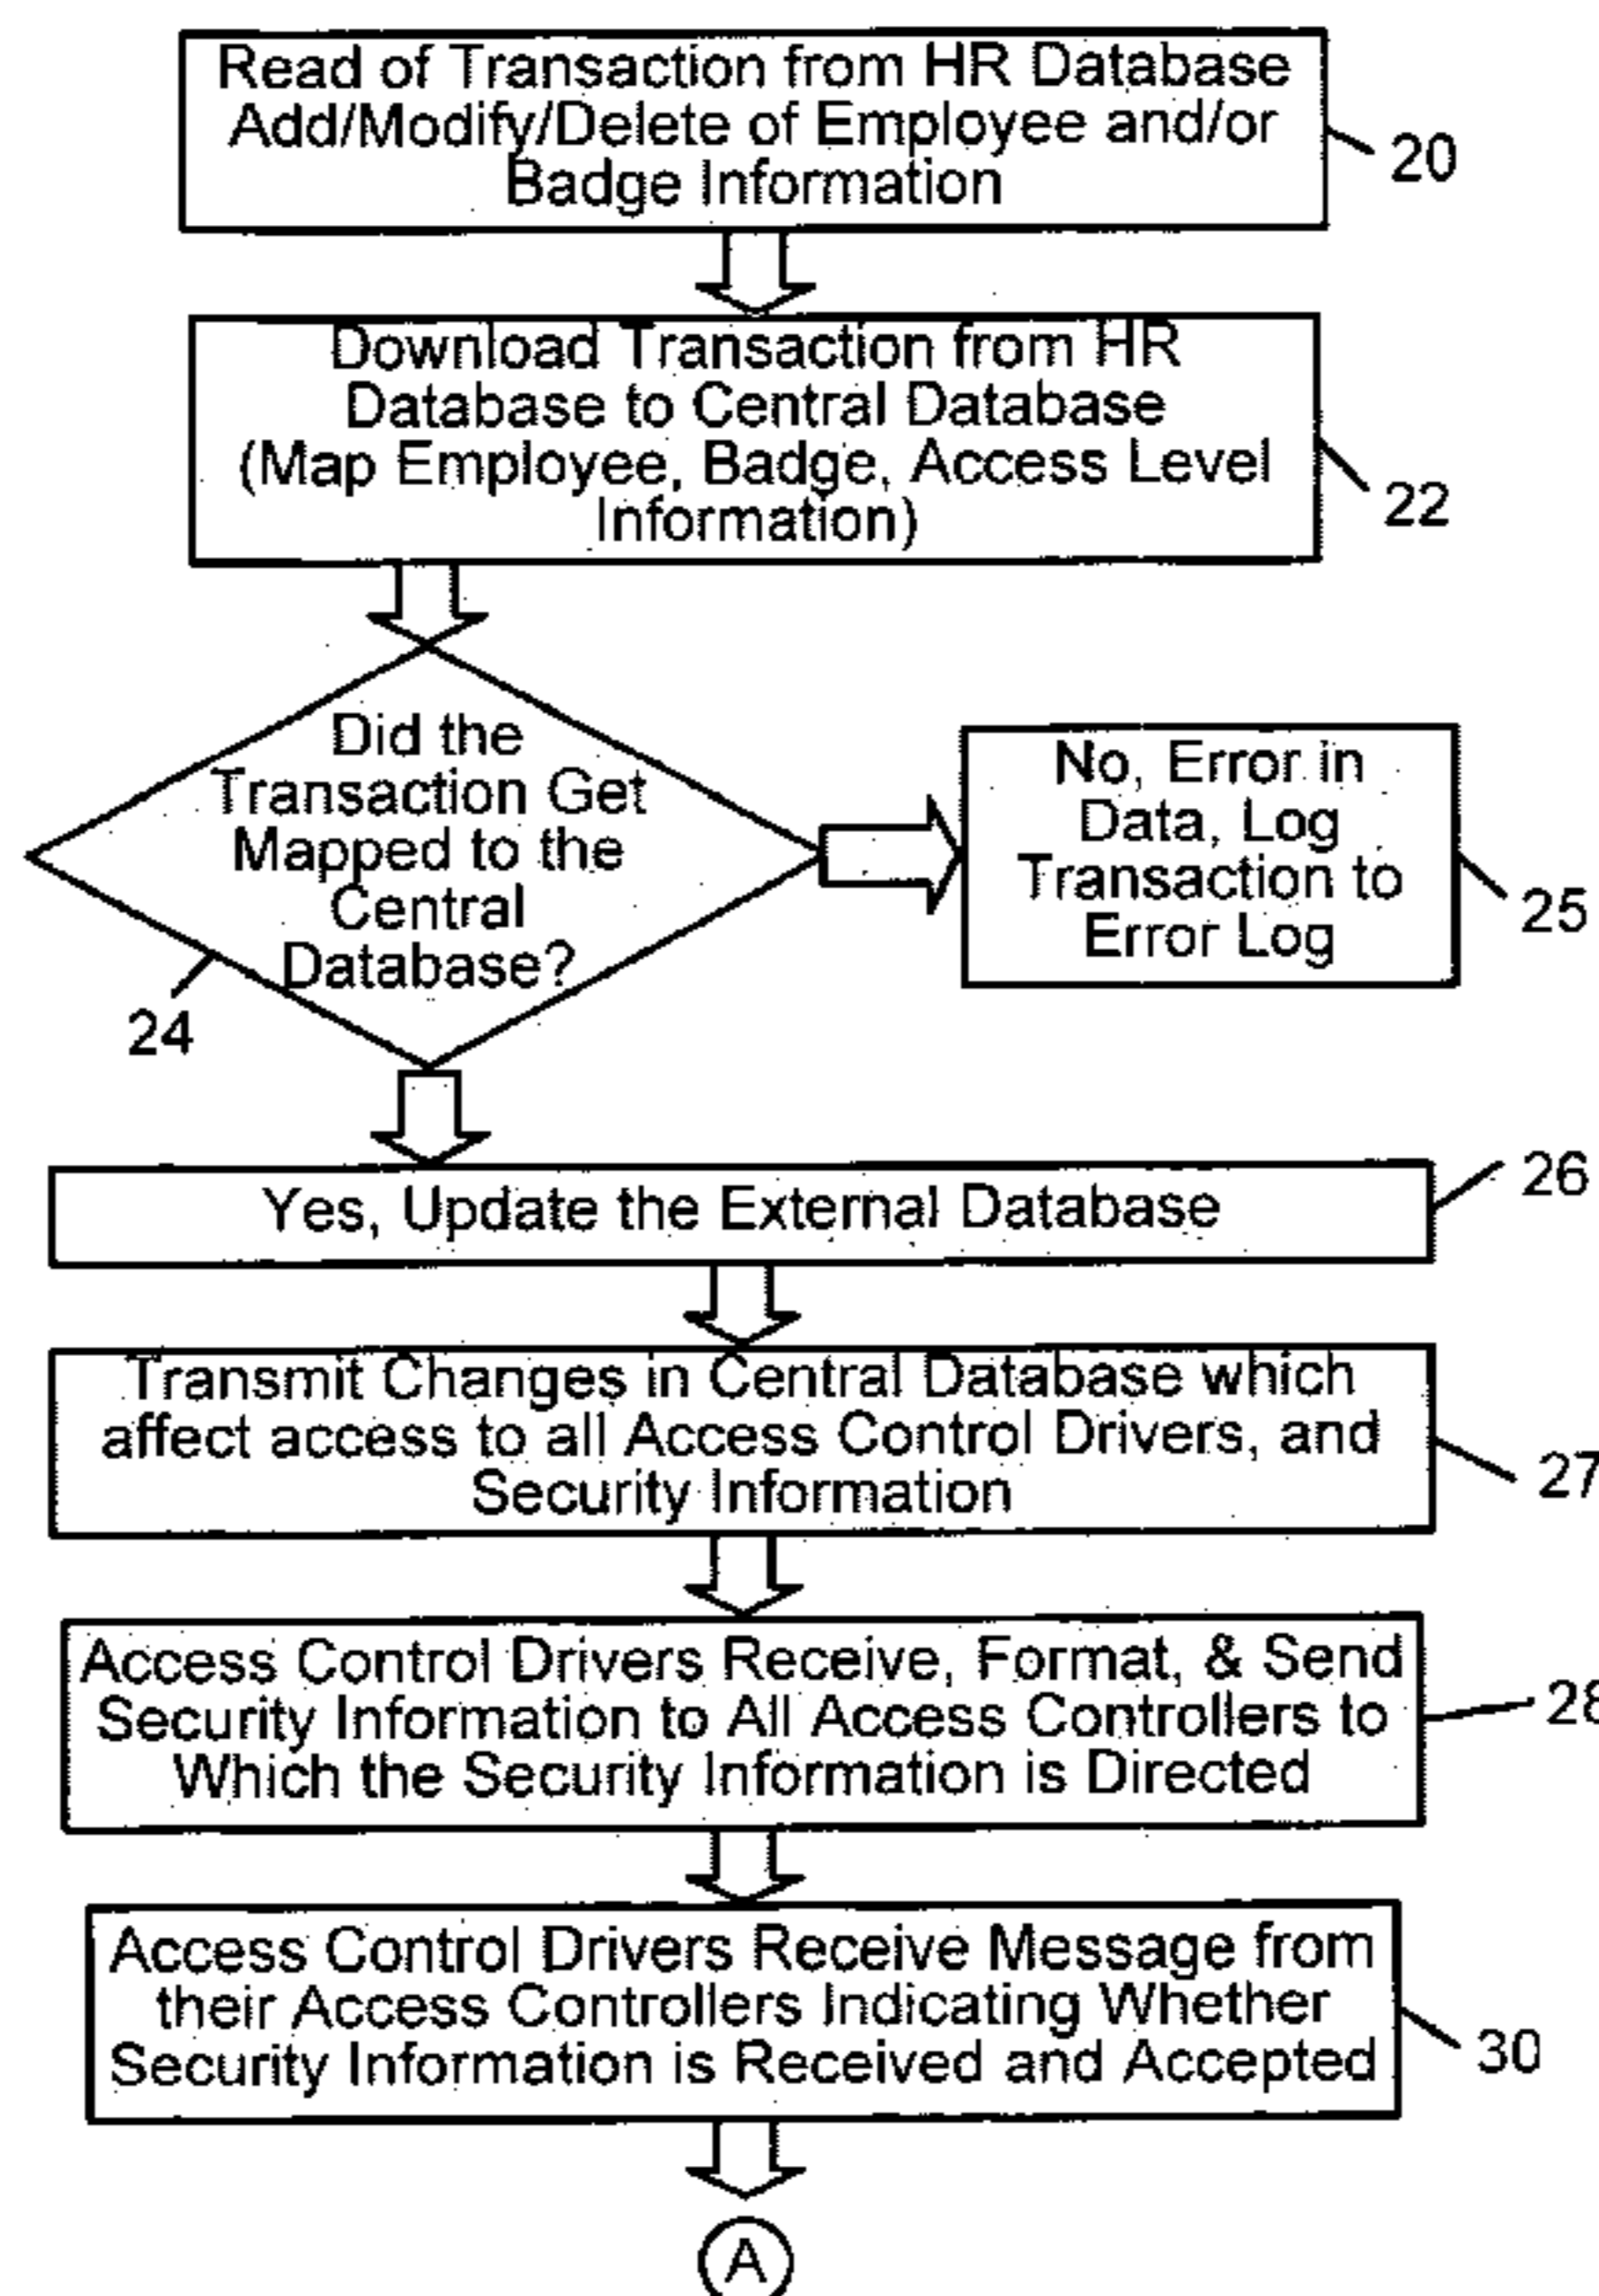 Read of Transaction from HR Database
Add/Modify/Delete of Employee and/or
Badge Information
20
Download Transaction from HR
Database to Central Database
(Map Employee, Badge, Access Level
Information)
22
Did the
Transaction Get
Mapped to the
Central
Database?
24
No, Error in
Data, Log
Transaction to
Error Log
25
Yes, Update the External Database
26
Transmit Changes in Central Database which
affect access to all Access Control Drivers, and
Security Information
27
Access Control Drivers Receive, Format, & Send
Security Information to All Access Controllers to
Which the Security Information is Directed
28
Access Control Drivers Receive Message from
their Access Controllers Indicating Whether
Security Information is Received and Accepted
30
A